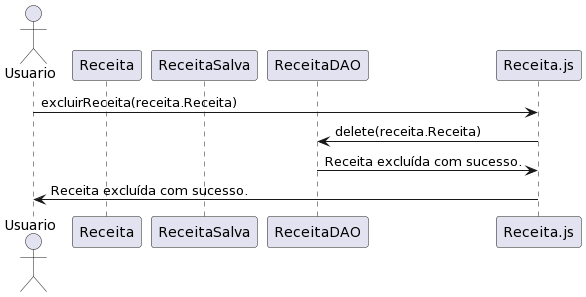 Usuario
Receita
ReceitaSalva
ReceitaDAO
Receita.js
excluirReceita(receita.Receita)
delete(receita.Receita)
Receita excluída com sucesso.
Receita excluída com sucesso.
Usuario
Receita
ReceitaSalva
ReceitaDAO
Receita.js